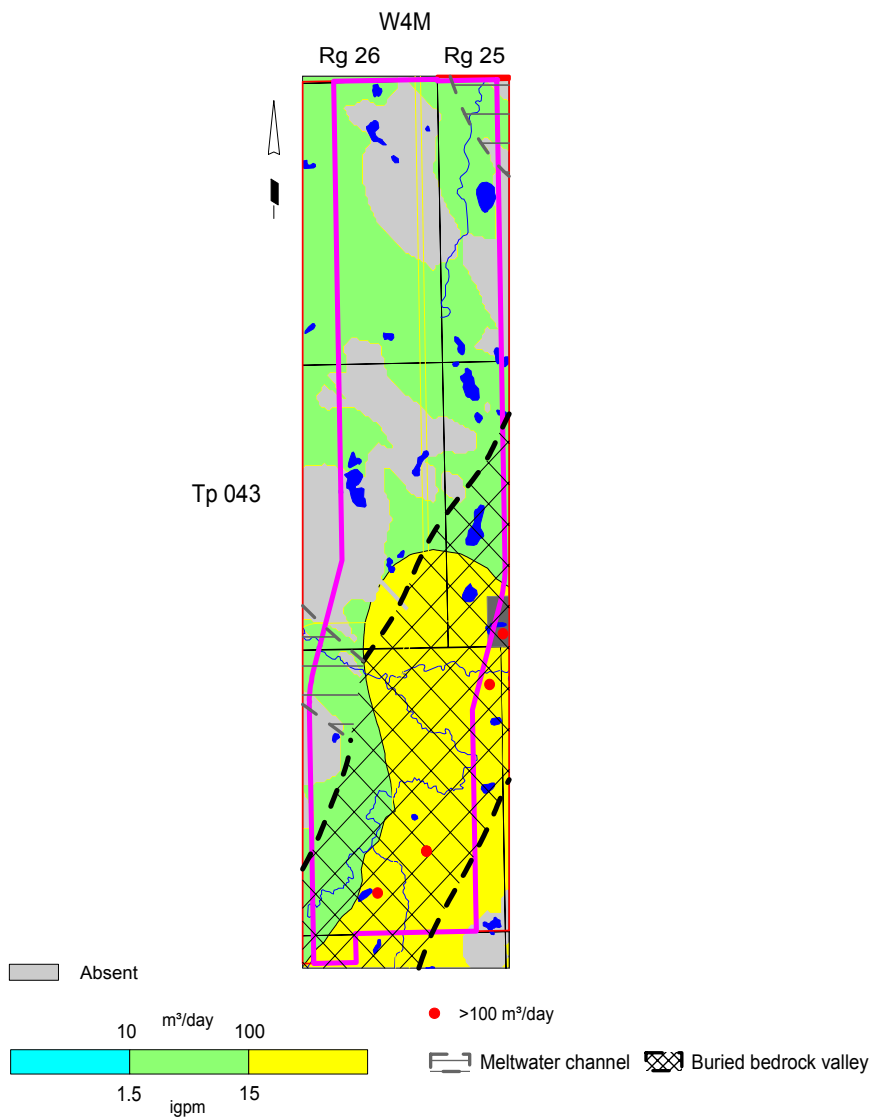 W4M
Rg 26 Rg 25
Tp 043
Absent
>100 m³/day
10 m³/day 100
1.5 igpm 15
Meltwater channel
Buried bedrock valley